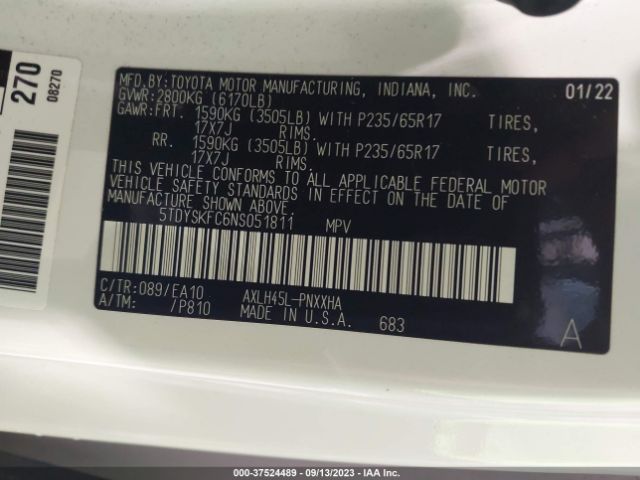 270
08270
MFD.BY:TOYOTA MOTOR MANUFACTURING, INDIANA, INC. 01/22
GVWR:2800KG (6170LB)
GAWR:FRT. 1590KG (3505LB) WITH P235/65R17 TIRES,
17X7J RIMS.
RR. 1590KG (3505LB) WITH P235/65R17 TIRES,
17X7J RIMS.
THIS VEHICLE CONFORMS TO ALL APPLICABLE FEDERAL MOTOR
VEHICLE SAFETY STANDARDS IN EFFECT ON THE DATE OF
MANUFACTURE SHOWN ABOVE.
5TDYSKFC6NS051811 MPV
C/TR:089/EA10 AXLH45L-PNXXHA
A/TM: /P810 MADE IN U.S.A. 683
A
000-37524489 - 09/13/2023 - IAA Inc.